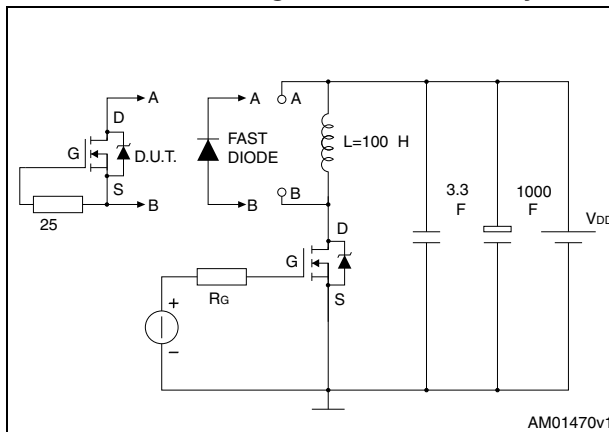 A
D
G
D.U.T.
S
B
25
A
FAST
DIODE
B
A
B
L=100 H
D
G
S
RG
+
–
3.3
F
1000
F
VDD
AM01470v1